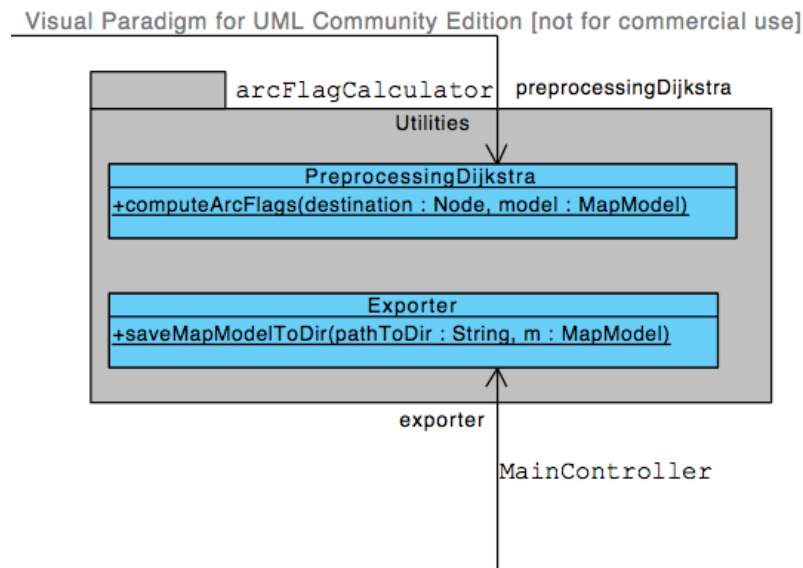 Visual Paradigm for UML Community Edition [not for commercial use]
arcFlagCalculator preprocessingDijkstra
Utilities
PreprocessingDijkstra
+computeArcFlags(destination : Node, model : MapModel)
Exporter
+saveMapModelToDir(pathToDir : String, m : MapModel)
exporter
MainController